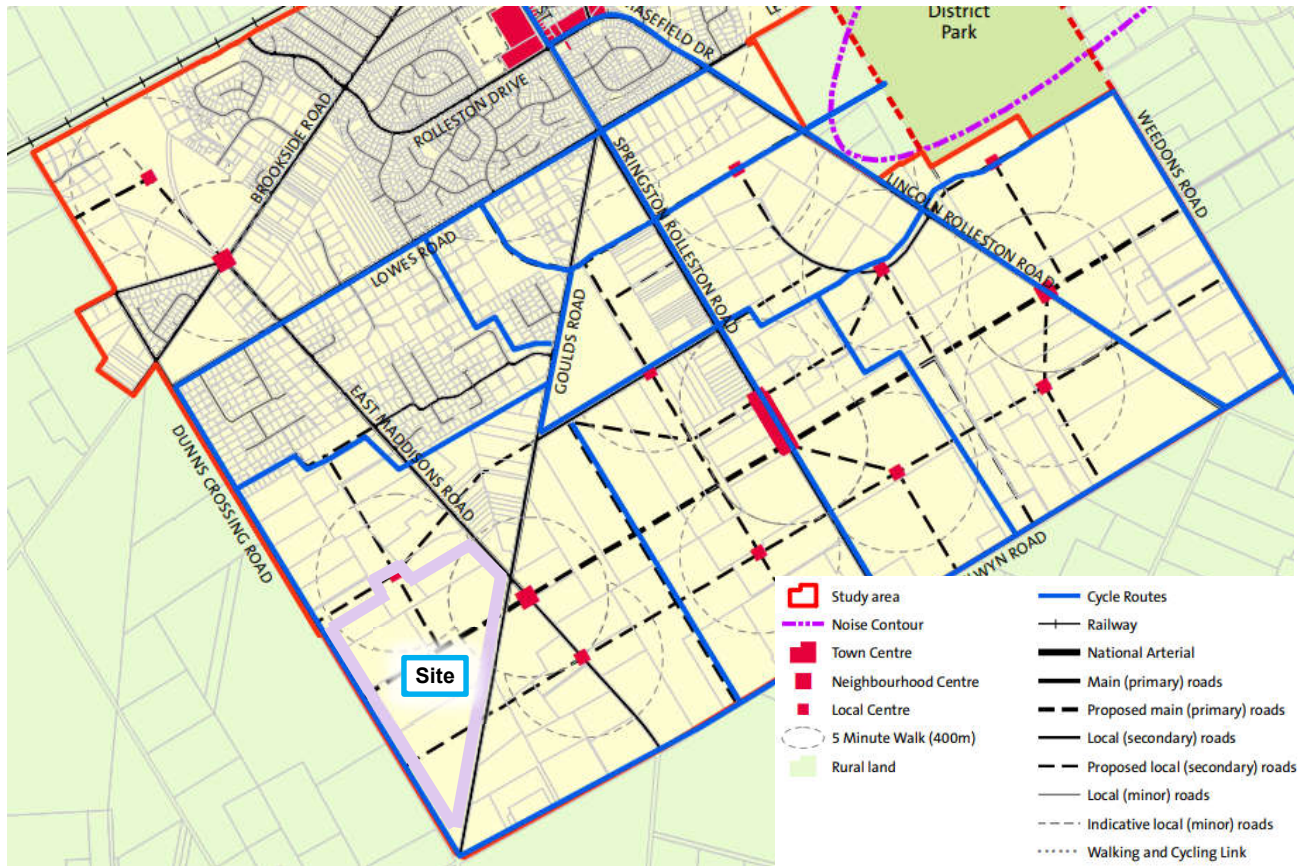 District
Park
MASEFIELD DR
ROLLESTON DRIVE
BROOKSIDE ROAD
WEEDONS ROAD
SPRINGSTON ROLLESTON ROAD
LINCOLN ROLLESTON ROAD
LOWES ROAD
GOULDS ROAD
EAST MADDISONS ROAD
DUNNS CROSSING ROAD
LWYN ROAD
Site
Study area
Noise Contour
Town Centre
Neighbourhood Centre
Local Centre
5 Minute Walk (400m)
Rural land
Cycle Routes
Railway
National Arterial
Main (primary) roads
Proposed main (primary) roads
Local (secondary) roads
Proposed local (secondary) roads
Local (minor) roads
Indicative local (minor) roads
Walking and Cycling Link